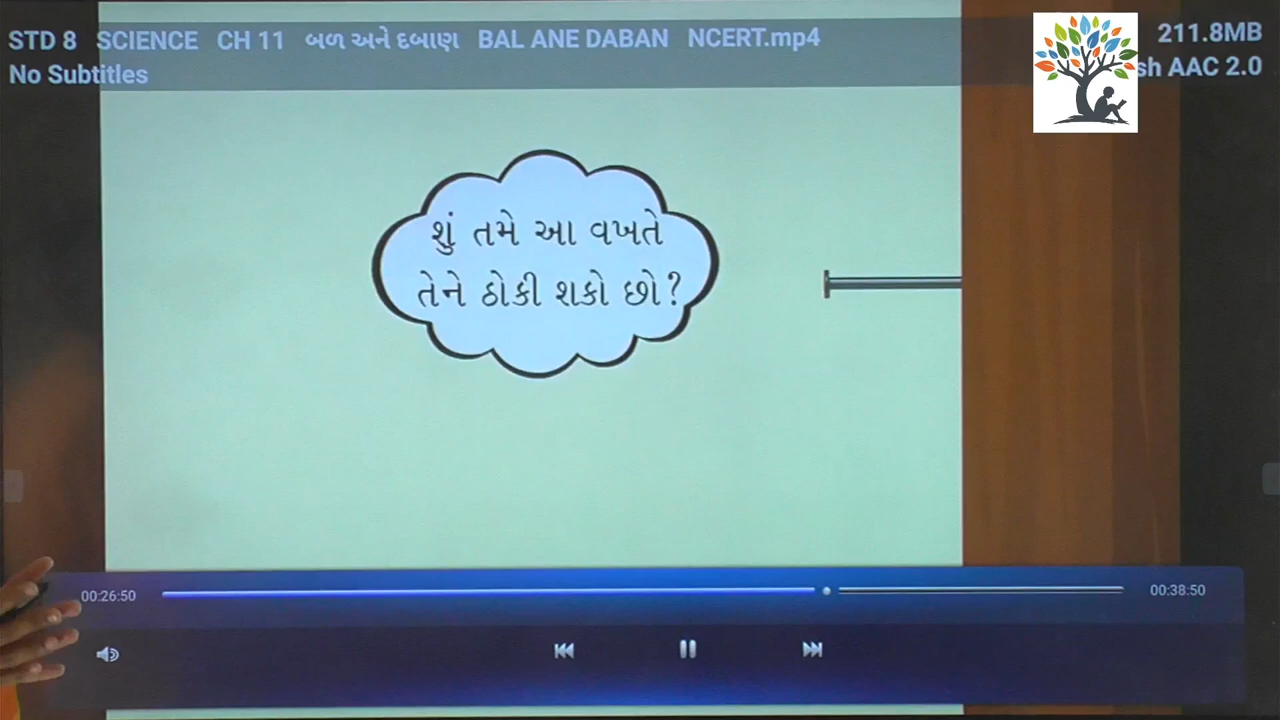 STD 8 SCIENCE CH 11 બળ અને દબાણ BAL ANE DABAN NCERT.mp4
211.8MB
No Subtitles
sh AAC 2.0
શું તમે આ વખતે
તેને ઠોકી શકો છો?
00:26:50
00:38:50